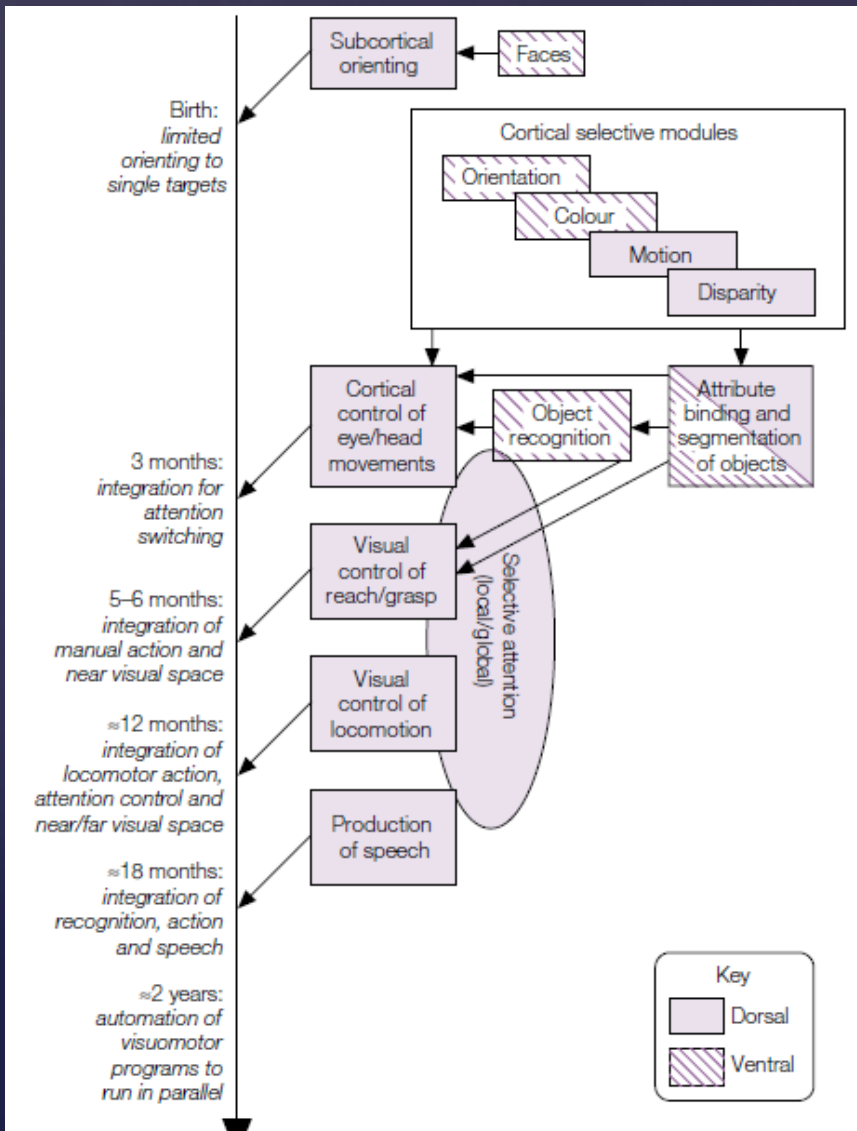 Subcortical
orienting
Faces
Birth:
limited
orienting to
single targets
Cortical selective modules
Orientation
Colour
Motion
Disparity
Cortical
control of
eye/head
movements
Object
recognition
Attribute
binding and
segmentation
of objects
3 months:
integration for
attention
switching
Visual
control of
reach/grasp
Selective attention
(local/global)
5–6 months:
integration of
manual action and
near visual space
Visual
control of
locomotion
≈12 months:
integration of
locomotor action,
attention control and
near/far visual space
Production
of speech
≈18 months:
integration of
recognition, action
and speech
≈2 years:
automation of
visuomotor
programs to
run in parallel
Key
Dorsal
Ventral